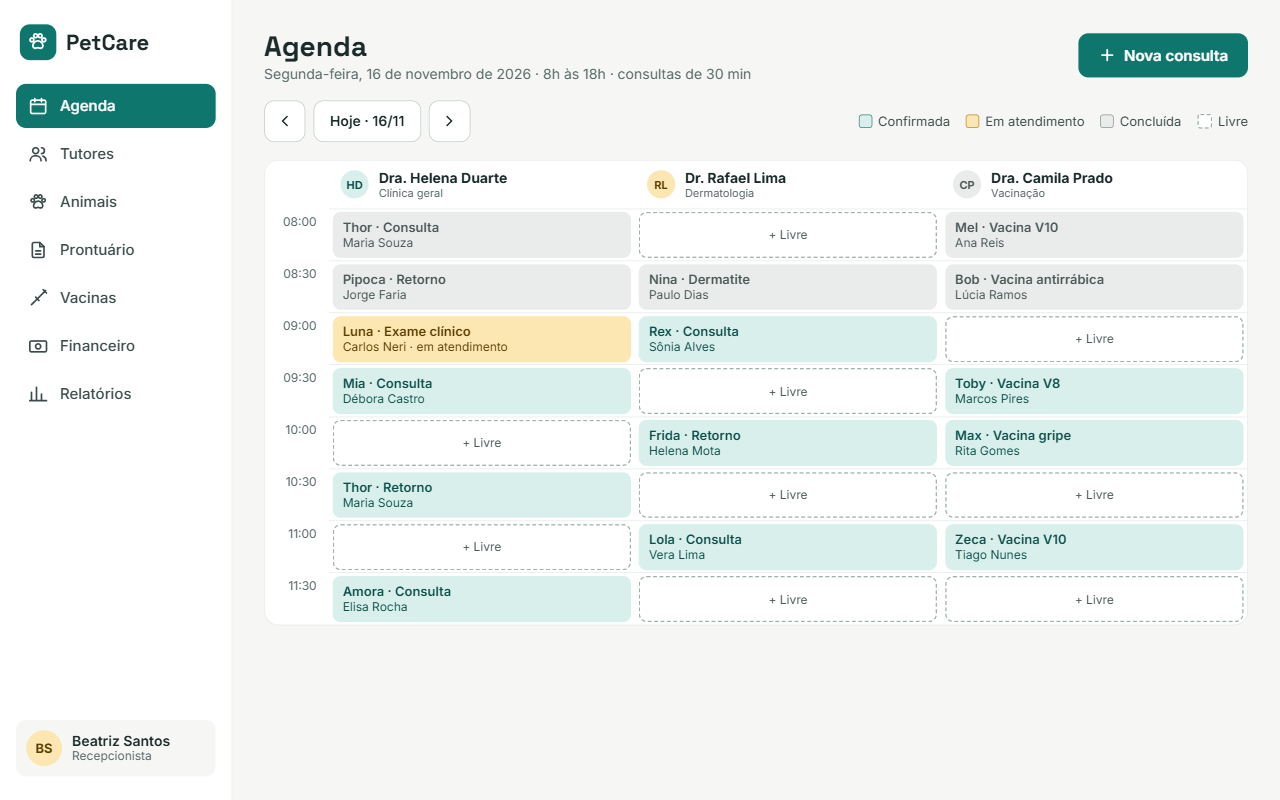 PetCare
Agenda
Tutores
Animais
Prontuário
Vacinas
Financeiro
Relatórios
BS
Beatriz Santos
Recepcionista
Agenda
Segunda-feira, 16 de novembro de 2026 · 8h às 18h · consultas de 30 min
+ Nova consulta
Hoje · 16/11
Confirmada
Em atendimento
Concluída
Livre
HD
Dra. Helena Duarte
Clínica geral
RL
Dr. Rafael Lima
Dermatologia
CP
Dra. Camila Prado
Vacinação
08:00
Thor · Consulta
Maria Souza
+ Livre
Mel · Vacina V10
Ana Reis
08:30
Pipoca · Retorno
Jorge Faria
Nina · Dermatite
Paulo Dias
Bob · Vacina antirrábica
Lúcia Ramos
09:00
Luna · Exame clínico
Carlos Neri · em atendimento
Rex · Consulta
Sônia Alves
+ Livre
09:30
Mia · Consulta
Débora Castro
+ Livre
Toby · Vacina V8
Marcos Pires
10:00
+ Livre
Frida · Retorno
Helena Mota
Max · Vacina gripe
Rita Gomes
10:30
Thor · Retorno
Maria Souza
+ Livre
+ Livre
11:00
+ Livre
Lola · Consulta
Vera Lima
Zeca · Vacina V10
Tiago Nunes
11:30
Amora · Consulta
Elisa Rocha
+ Livre
+ Livre